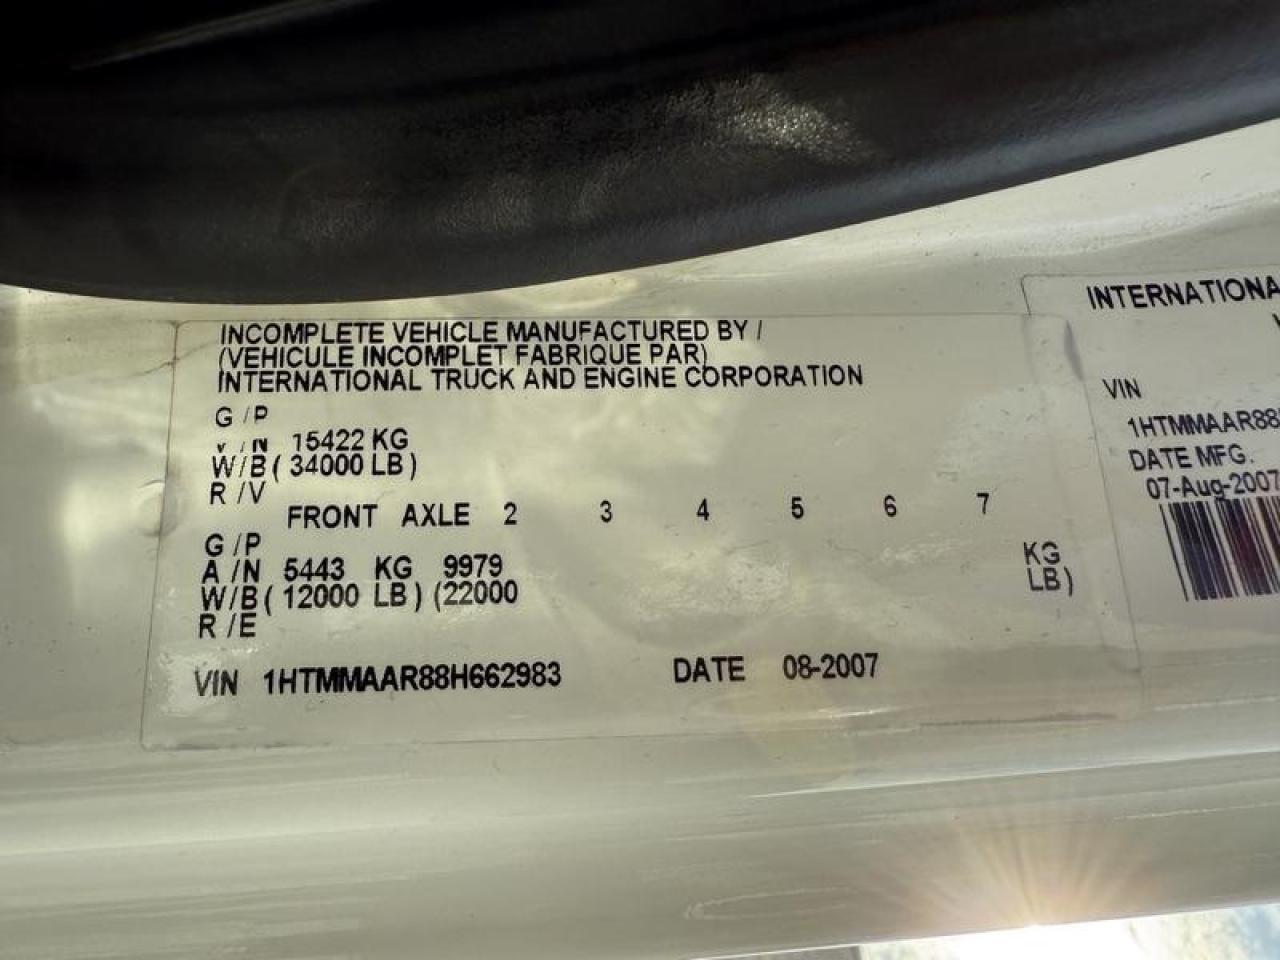 INCOMPLETE VEHICLE MANUFACTURED BY /
(VEHICULE INCOMPLET FABRIQUE PAR)
INTERNATIONAL TRUCK AND ENGINE CORPORATION
G / P
V / N 15422 KG
W / B ( 34000 LB )
R / V
FRONT AXLE 2 3 4 5 6 7
G / P
A / N 5443 KG 9979 KG
W / B ( 12000 LB ) (22000 LB )
R / E
VIN 1HTMMAAR88H662983 DATE 08-2007
INTERNATIONA
VIN
1HTMMAAR88
DATE MFG.
07-Aug-2007